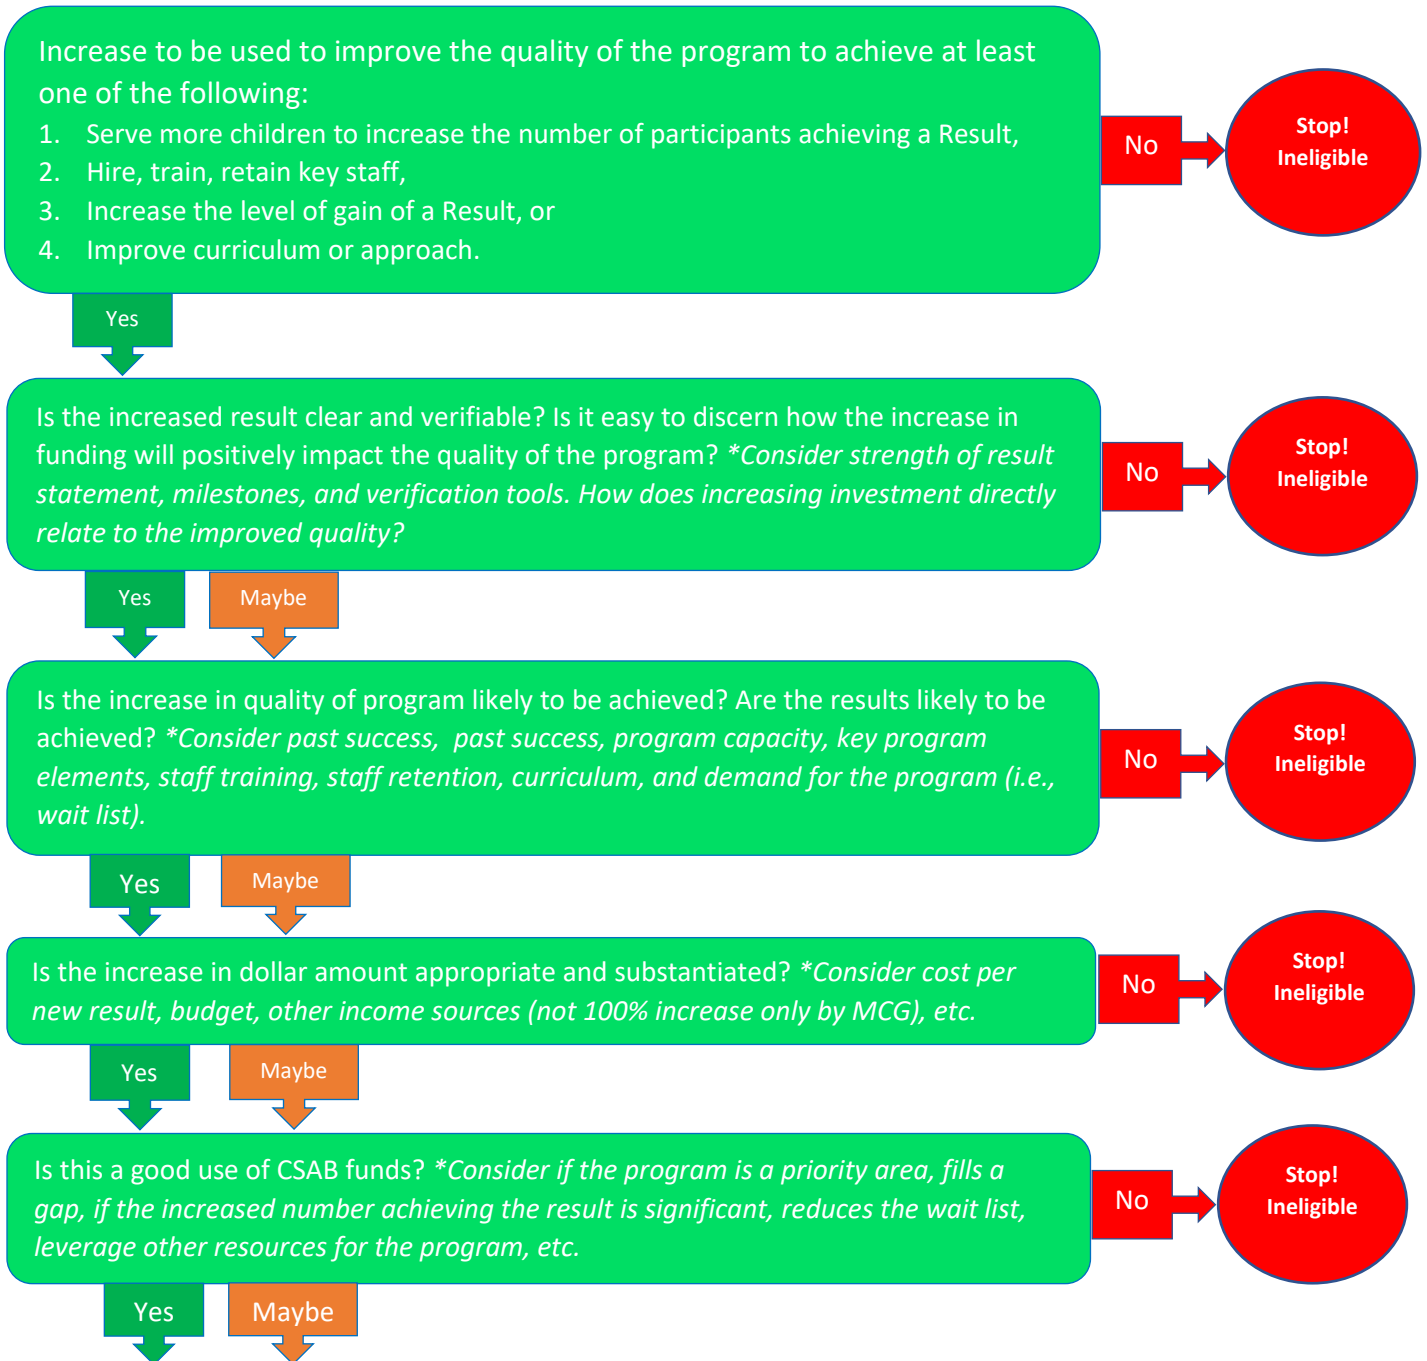 Increase to be used to improve the quality of the program to achieve at least
one of the following:
1. Serve more children to increase the number of participants achieving a Result,
2. Hire, train, retain key staff,
3. Increase the level of gain of a Result, or
4. Improve curriculum or approach.
No
Stop!
Ineligible
Yes
Is the increased result clear and verifiable? Is it easy to discern how the increase in
funding will positively impact the quality of the program? *Consider strength of result
statement, milestones, and verification tools. How does increasing investment directly
relate to the improved quality?
No
Stop!
Ineligible
Yes
Maybe
Is the increase in quality of program likely to be achieved? Are the results likely to be
achieved? *Consider past success, past success, program capacity, key program
elements, staff training, staff retention, curriculum, and demand for the program (i.e.,
wait list).
No
Stop!
Ineligible
Yes
Maybe
Is the increase in dollar amount appropriate and substantiated? *Consider cost per
new result, budget, other income sources (not 100% increase only by MCG), etc.
No
Stop!
Ineligible
Yes
Maybe
Is this a good use of CSAB funds? *Consider if the program is a priority area, fills a
gap, if the increased number achieving the result is significant, reduces the wait list,
leverage other resources for the program, etc.
No
Stop!
Ineligible
Yes
Maybe